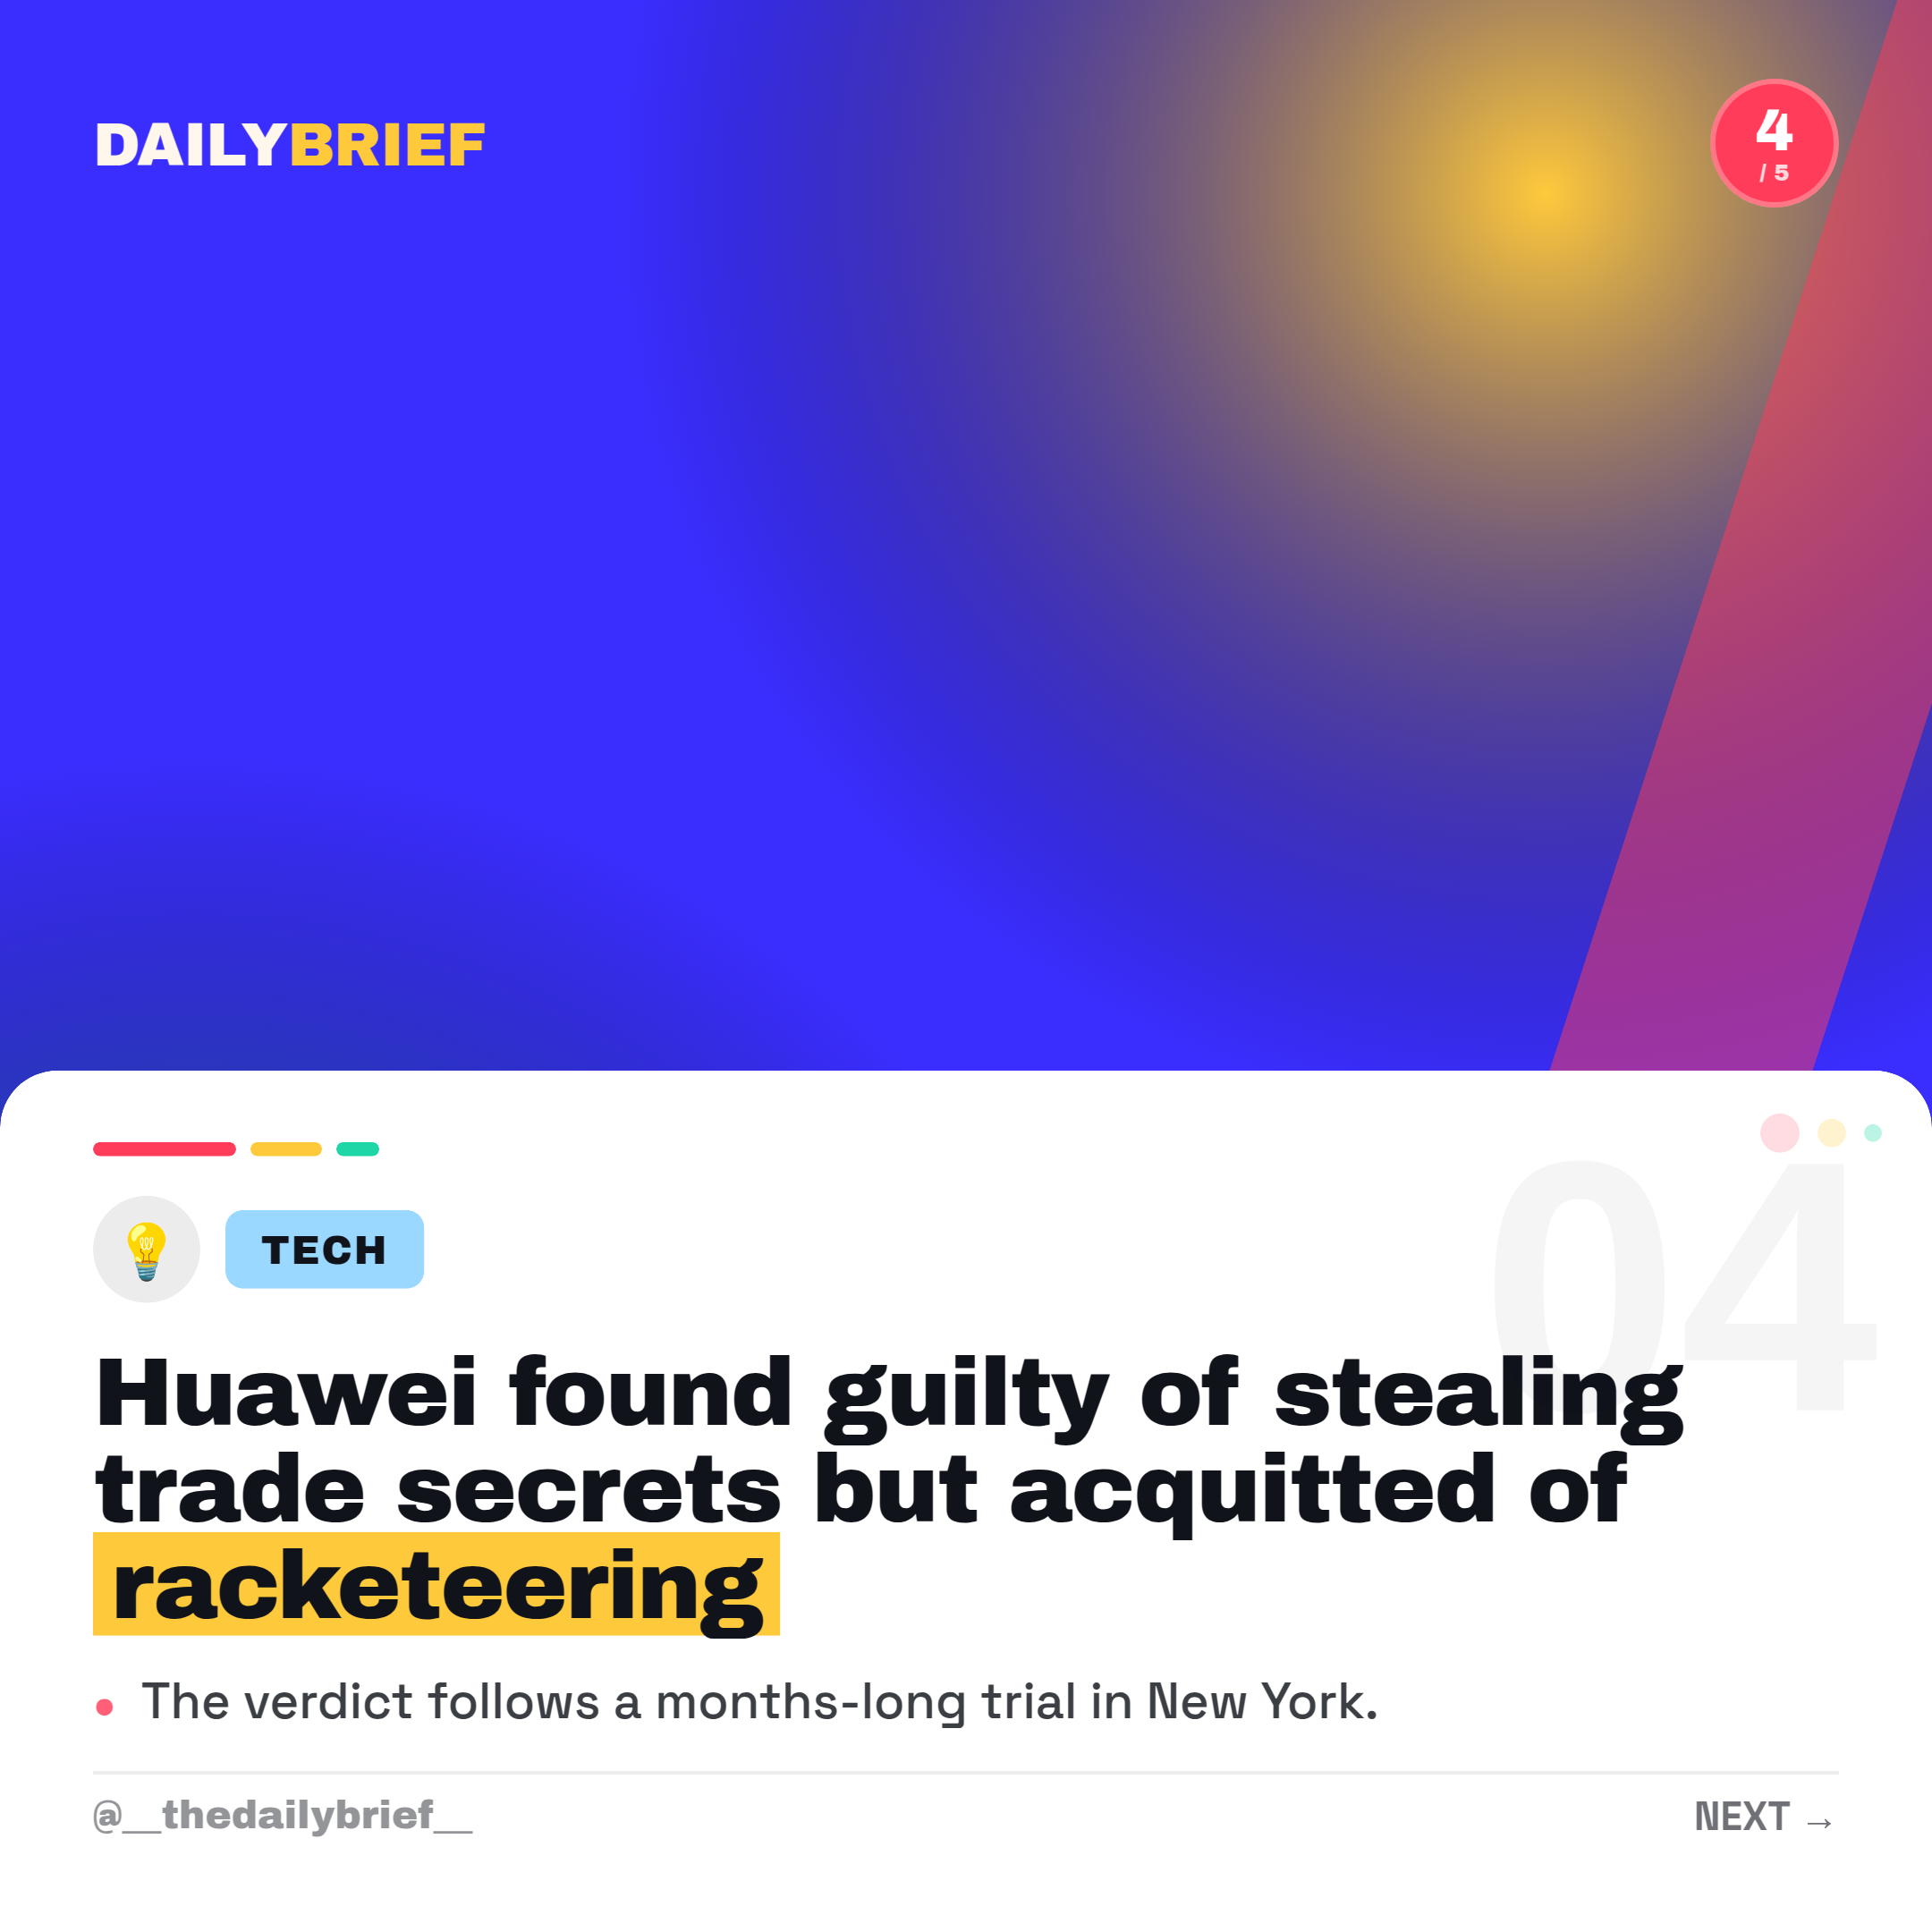 DAILYBRIEF
4
/ 5
04
TECH
Huawei found guilty of stealing
trade secrets but acquitted of
racketeering
• The verdict follows a months-long trial in New York.
@__thedailybrief__
NEXT →